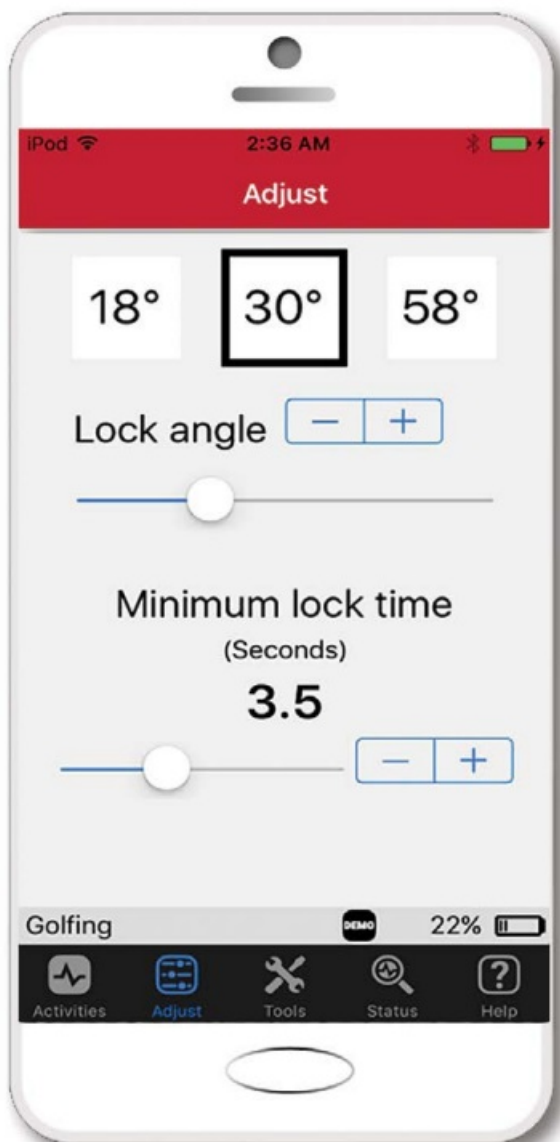 iPod 2:36 AM
Adjust
18° 30° 58°
Lock angle − +
Minimum lock time
(Seconds)
3.5
− +
Golfing DEMO 22%
Activities Adjust Tools Status Help